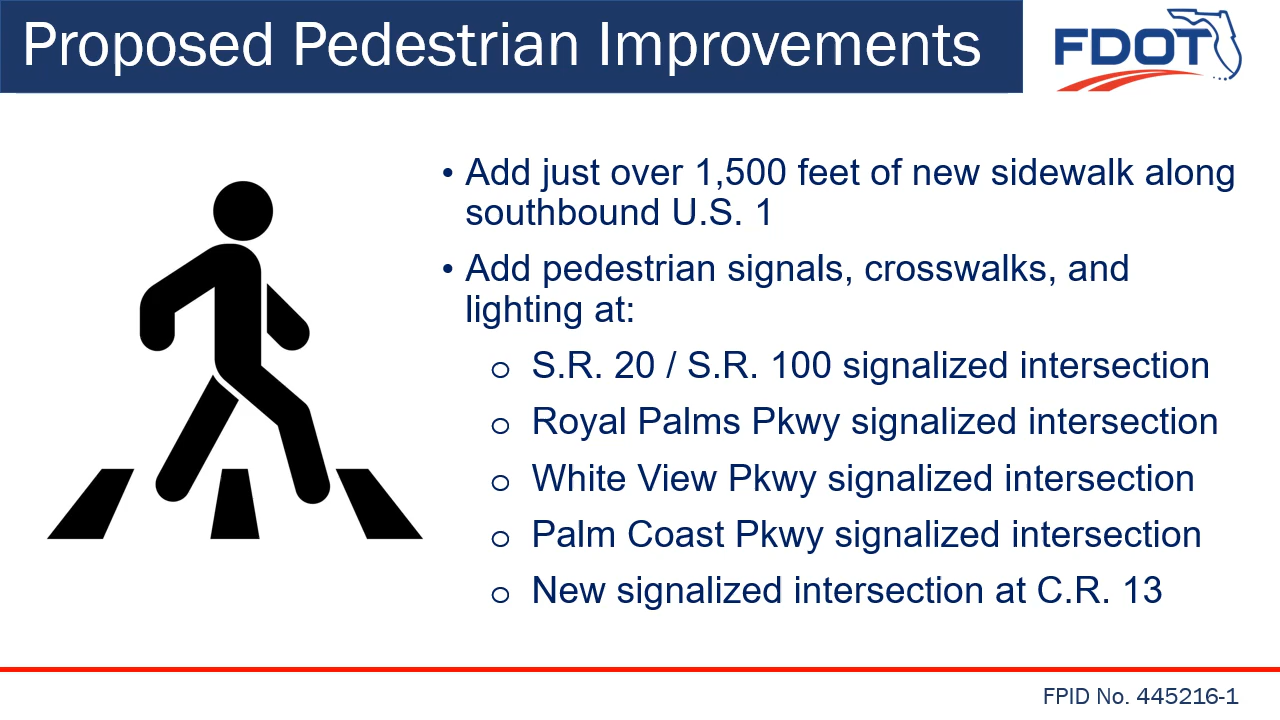 Proposed Pedestrian Improvements
FDOT
• Add just over 1,500 feet of new sidewalk along
southbound U.S. 1
• Add pedestrian signals, crosswalks, and
lighting at:
o S.R. 20 / S.R. 100 signalized intersection
o Royal Palms Pkwy signalized intersection
o White View Pkwy signalized intersection
o Palm Coast Pkwy signalized intersection
o New signalized intersection at C.R. 13
FPID No. 445216-1